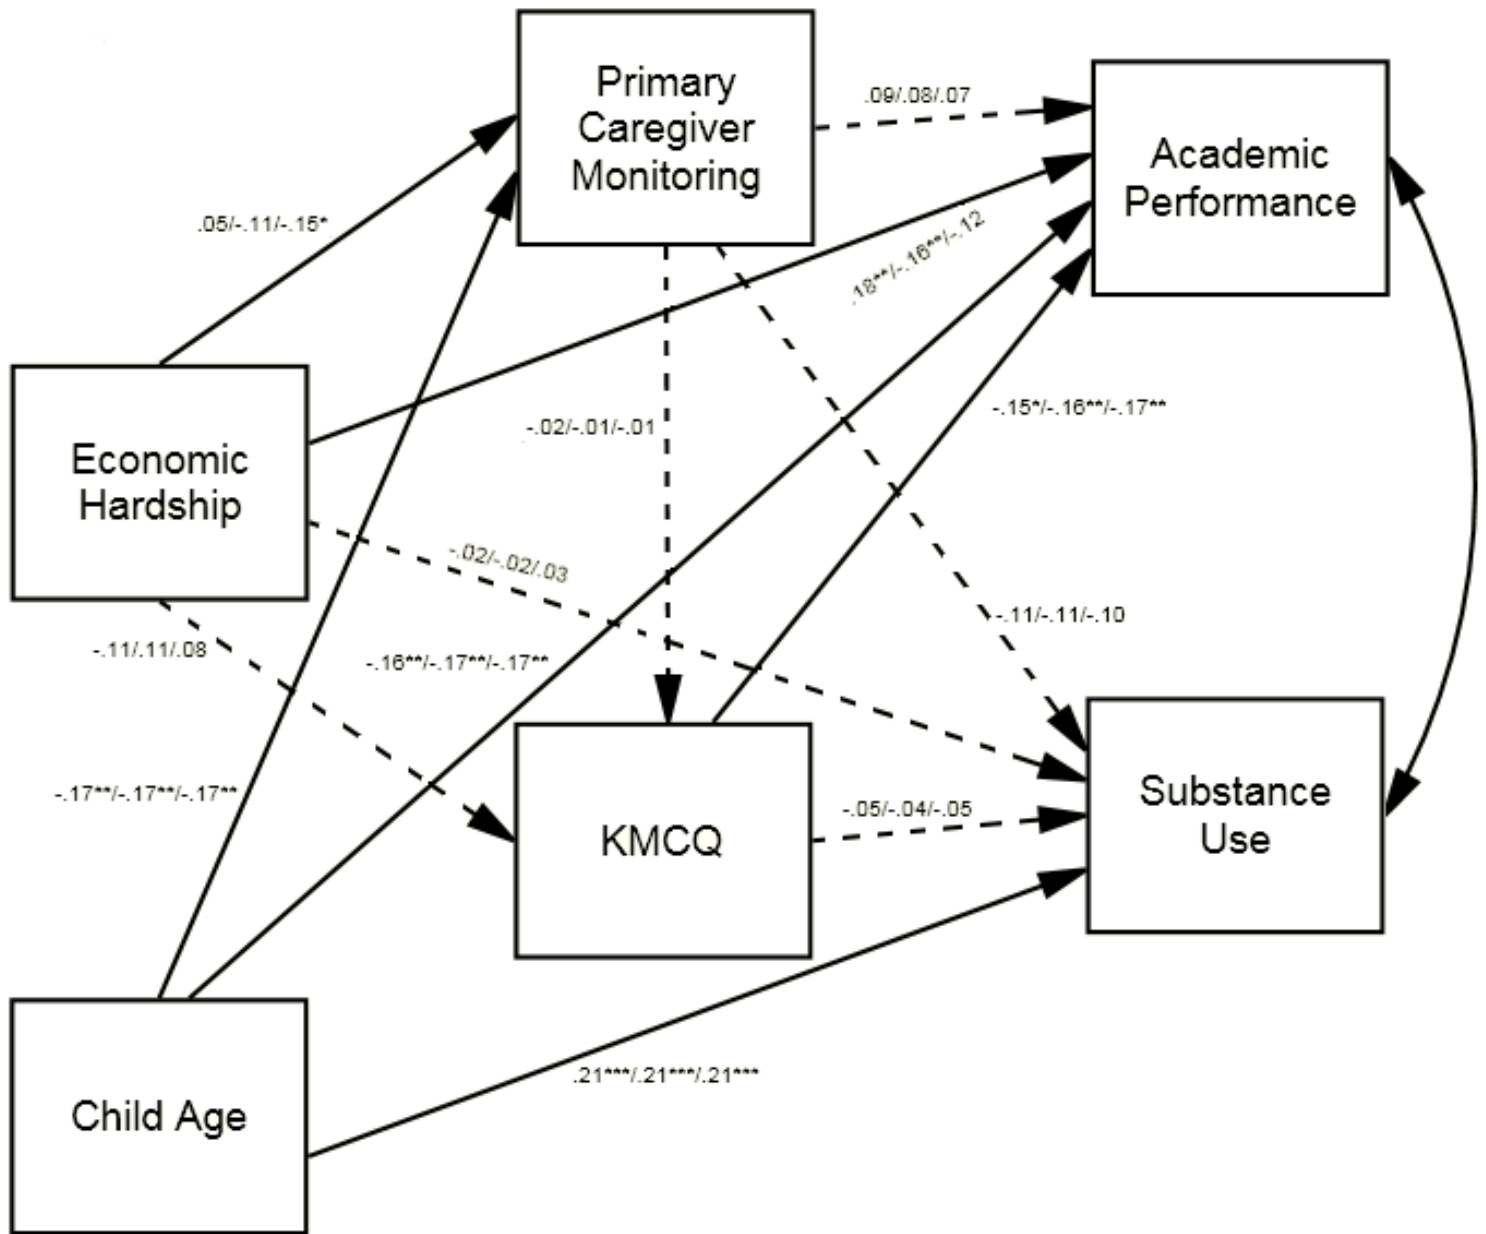 Primary
Caregiver
Monitoring
.09/.08/.07
Academic
Performance
.05/-.11/-.15*
.18**/-.16**/-.12
-.15*/-.16**/-.17**
-.02/-.01/-.01
Economic
Hardship
-.02/-.02/.03
-.11/-.11/-.10
-.11/.11/.08
-.16**/-.17**/-.17**
-.17**/-.17**/-.17**
KMCQ
-.05/-.04/-.05
Substance
Use
.21***/.21***/.21***
Child Age